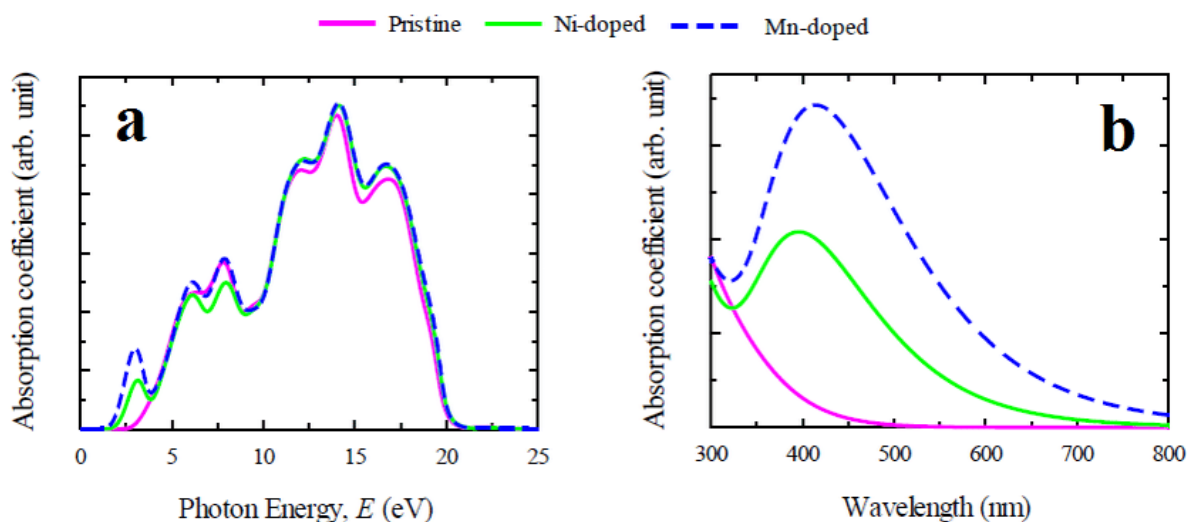 Pristine Ni-doped Mn-doped
a
Absorption coefficient (arb. unit)
0 5 10 15 20 25
Photon Energy, E (eV)
b
Absorption coefficient (arb. unit)
300 400 500 600 700 800
Wavelength (nm)